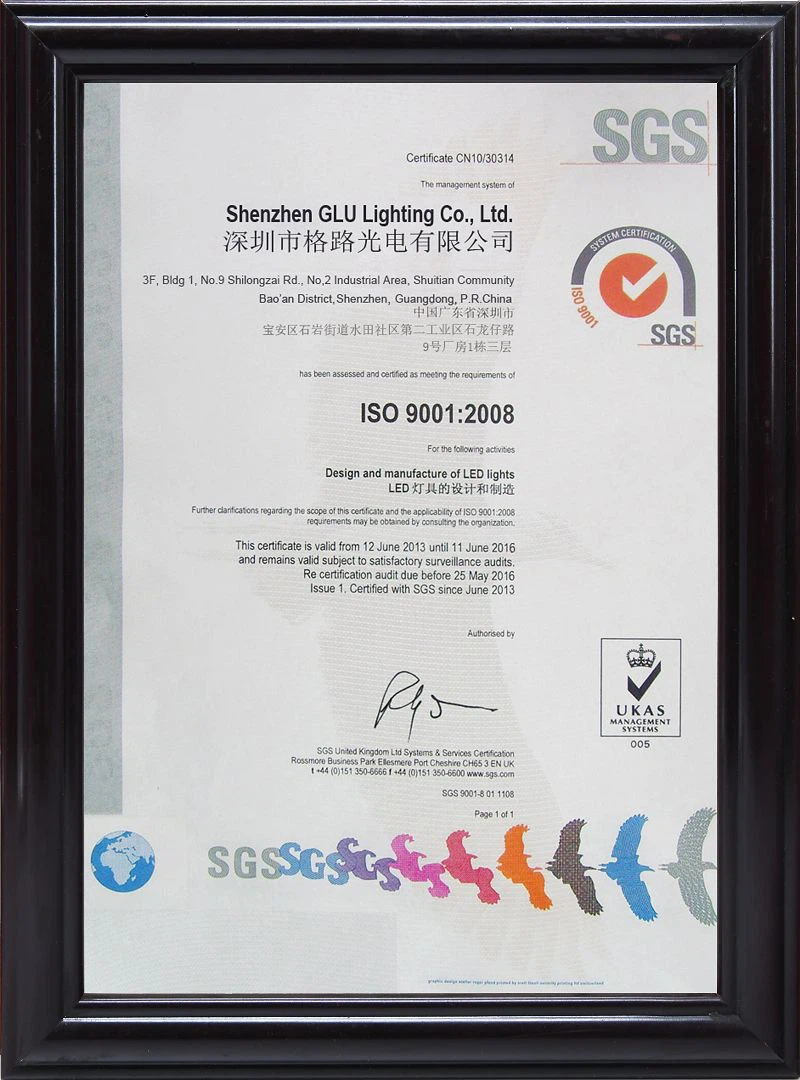 SGS
Certificate CN10/30314
The management system of
Shenzhen GLU Lighting Co., Ltd.
深圳市格路光电有限公司
SYSTEM CERTIFICATION
ISO 9001
SGS
3F, Bldg 1, No.9 Shilongzai Rd., No,2 Industrial Area, Shuitian Community
Bao'an District,Shenzhen, Guangdong, P.R.China
中国广东省深圳市
宝安区石岩街道水田社区第二工业区石龙仔路
9号厂房1栋三层
has been assessed and certified as meeting the requirements of
ISO 9001:2008
For the following activities
Design and manufacture of LED lights
LED 灯具的设计和制造
Further clarifications regarding the scope of this certificate and the applicability of ISO 9001:2008
requirements may be obtained by consulting the organization.
This certificate is valid from 12 June 2013 until 11 June 2016
and remains valid subject to satisfactory surveillance audits.
Re certification audit due before 25 May 2016
Issue 1. Certified with SGS since June 2013
Authorised by
UKAS
MANAGEMENT
SYSTEMS
005
SGS United Kingdom Ltd Systems & Services Certification
Rossmore Business Park Ellesmere Port Cheshire CH65 3 EN UK
t +44 (0)151 350-6666 f +44 (0)151 350-6600 www.sgs.com
SGS 9001-8 01 1108
Page 1 of 1
SGS SGS SGS